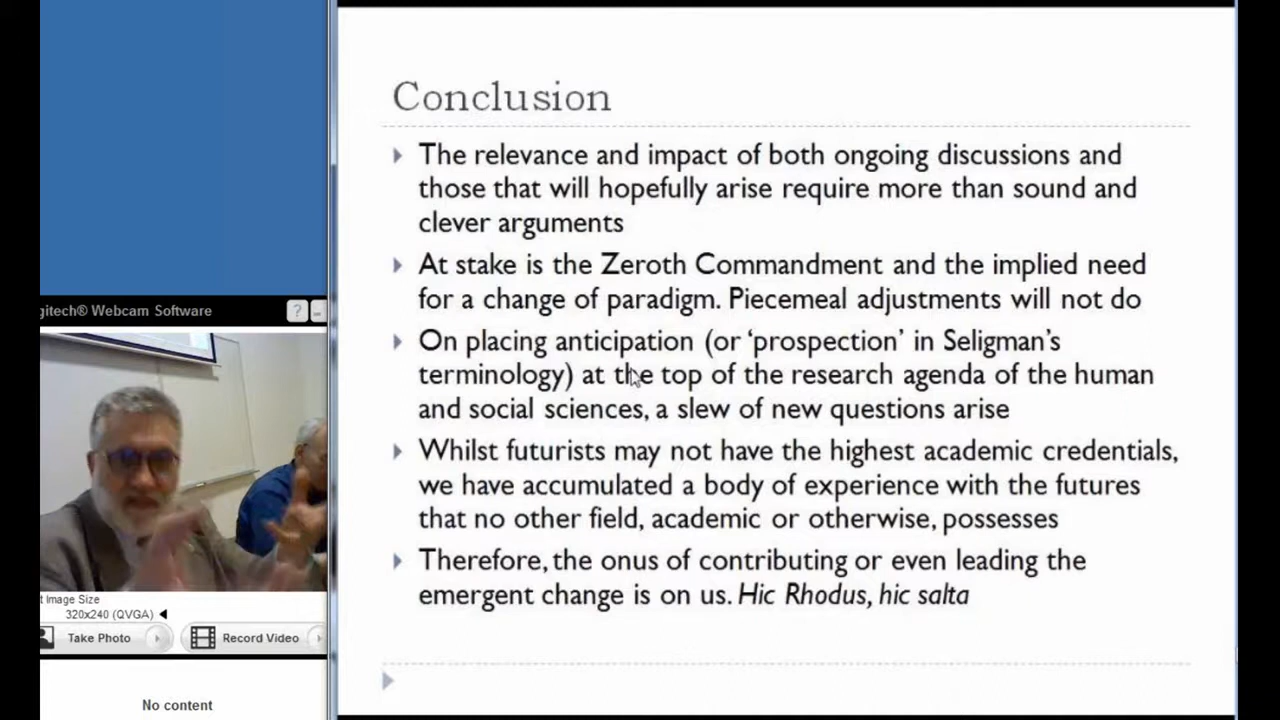 Conclusion
The relevance and impact of both ongoing discussions and
those that will hopefully arise require more than sound and
clever arguments
At stake is the Zeroth Commandment and the implied need
for a change of paradigm. Piecemeal adjustments will not do
On placing anticipation (or ‘prospection’ in Seligman’s
terminology) at the top of the research agenda of the human
and social sciences, a slew of new questions arise
Whilst futurists may not have the highest academic credentials,
we have accumulated a body of experience with the futures
that no other field, academic or otherwise, possesses
Therefore, the onus of contributing or even leading the
emergent change is on us. Hic Rhodus, hic salta
gitech® Webcam Software
?
t Image Size
320x240 (QVGA)
Take Photo
Record Video
No content